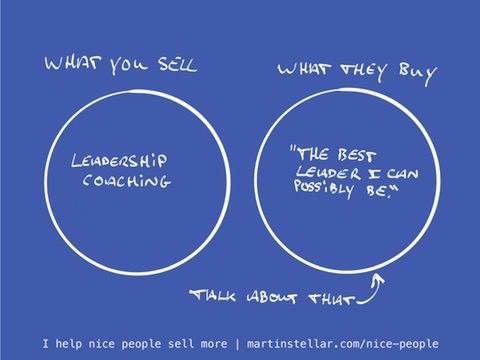 WHAT YOU SELL
WHAT THEY BUY
LEADERSHIP
COACHING
"THE BEST
LEADER I CAN
POSSIBLY BE."
TALK ABOUT THAT
I help nice people sell more | martinstellar.com/nice-people